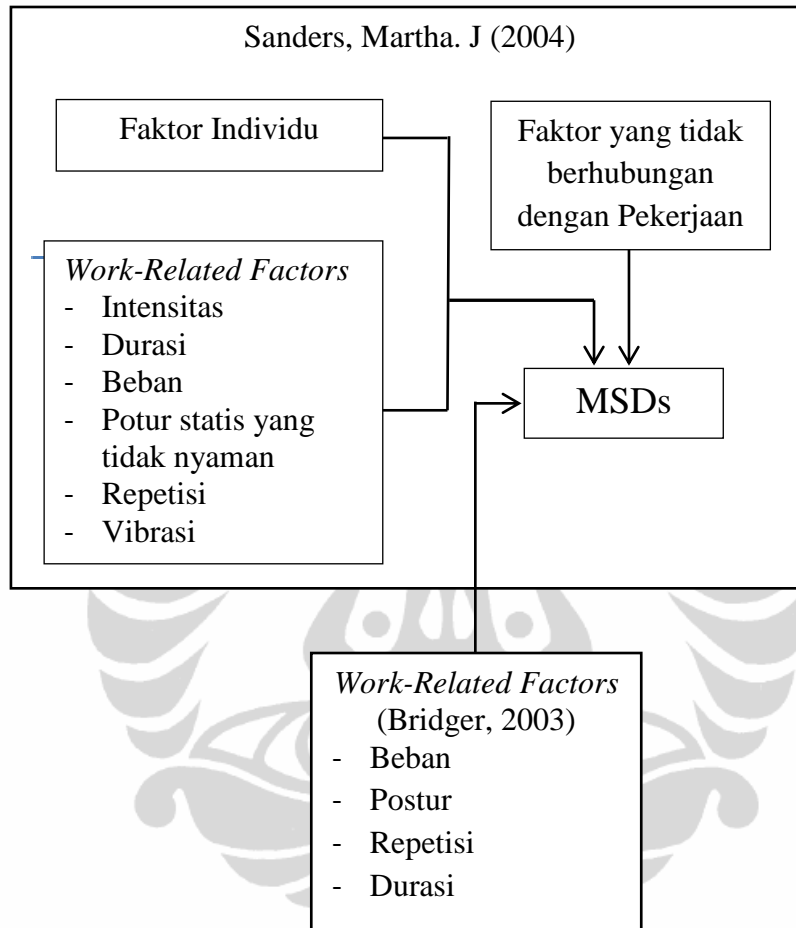 Sanders, Martha. J (2004)
Faktor Individu
Faktor yang tidak
berhubungan
dengan Pekerjaan
Work-Related Factors
- Intensitas
- Durasi
- Beban
- Potur statis yang
tidak nyaman
- Repetisi
- Vibrasi
MSDs
Work-Related Factors
(Bridger, 2003)
- Beban
- Postur
- Repetisi
- Durasi